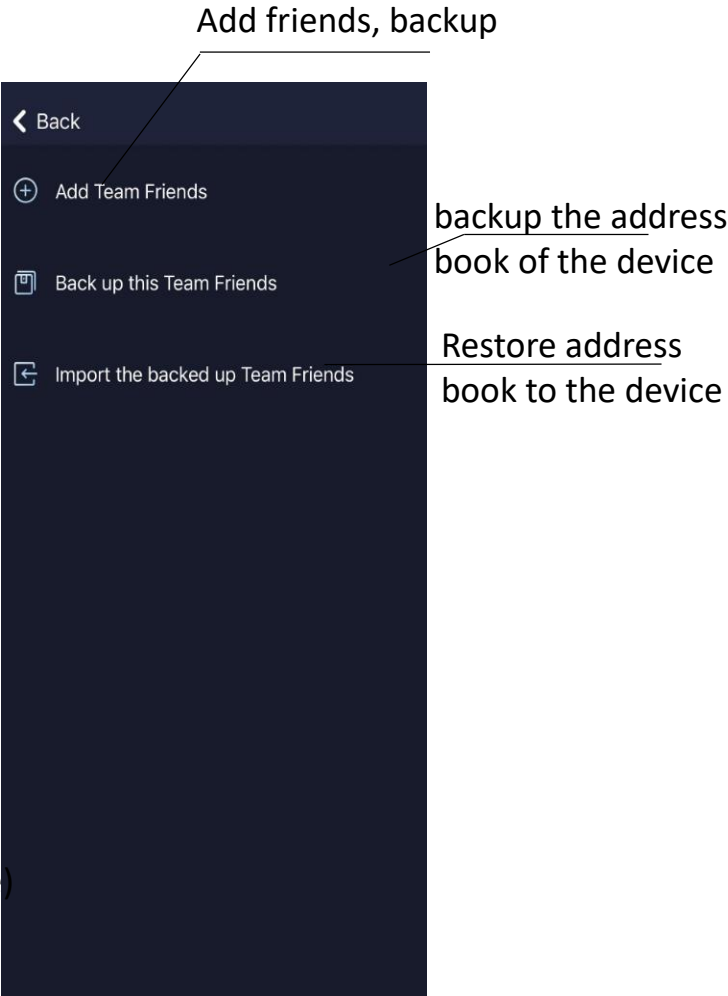 Add friends, backup
Back
Add Team Friends
backup the address
book of the device
Back up this Team Friends
Restore address
book to the device
Import the backed up Team Friends
)